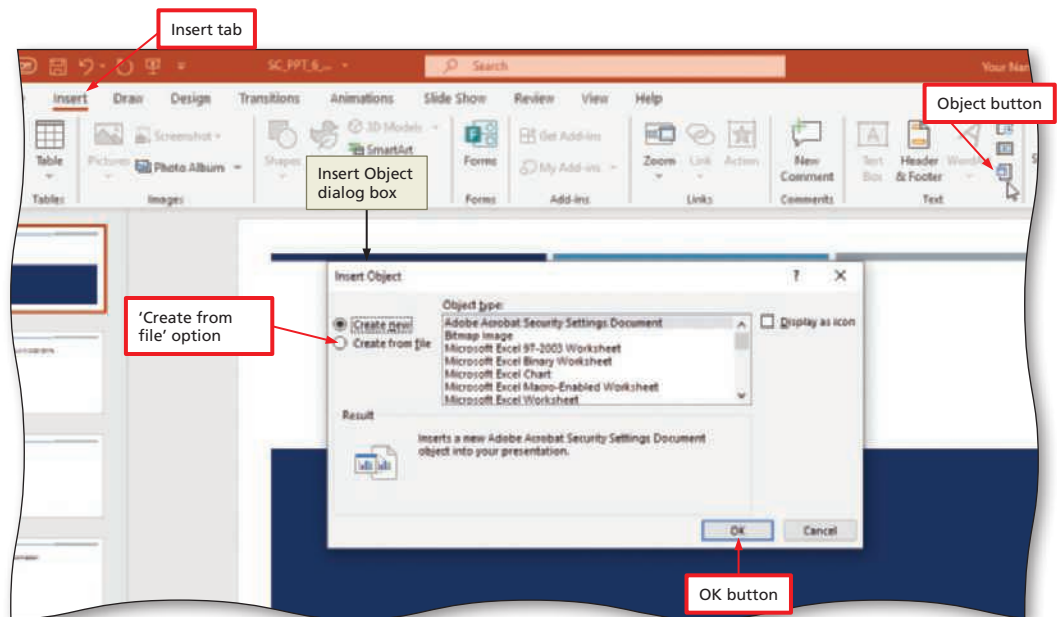 Insert tab
SC_PPT_6_...
Search
Your Nam
Insert Draw Design Transitions Animations Slide Show Review View Help
Object button
Table
Pictures
Screenshot
Photo Album
Shapes
3D Models
SmartArt
Forms
Get Add-ins
My Add-ins
Zoom
Link
Action
New
Comment
Text
Box
Header
& Footer
Tables
Images
Forms
Add-ins
Links
Comments
Text
Insert Object
dialog box
Insert Object
? X
'Create from
file' option
Create new
Create from file
Object type:
Adobe Acrobat Security Settings Document
Bitmap Image
Microsoft Excel 97-2003 Worksheet
Microsoft Excel Binary Worksheet
Microsoft Excel Chart
Microsoft Excel Macro-Enabled Worksheet
Microsoft Excel Worksheet
Display as icon
Result
Inserts a new Adobe Acrobat Security Settings Document
object into your presentation.
OK
Cancel
OK button